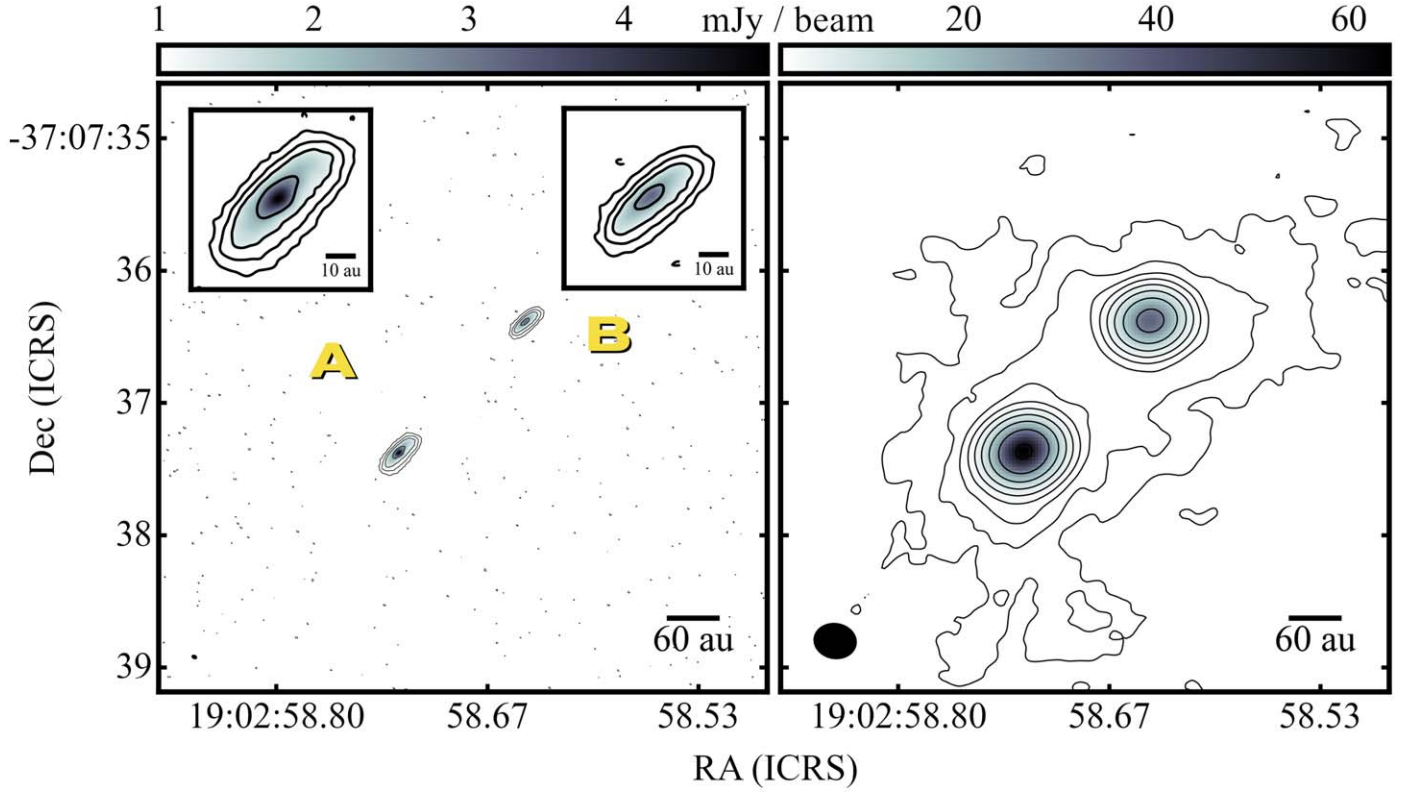 1 2 3 4 mJy / beam 20 40 60
-37:07:35
36
37
38
39
Dec (ICRS)
10 au
10 au
A
B
60 au
60 au
19:02:58.80 58.67 58.53 19:02:58.80 58.67 58.53
RA (ICRS)